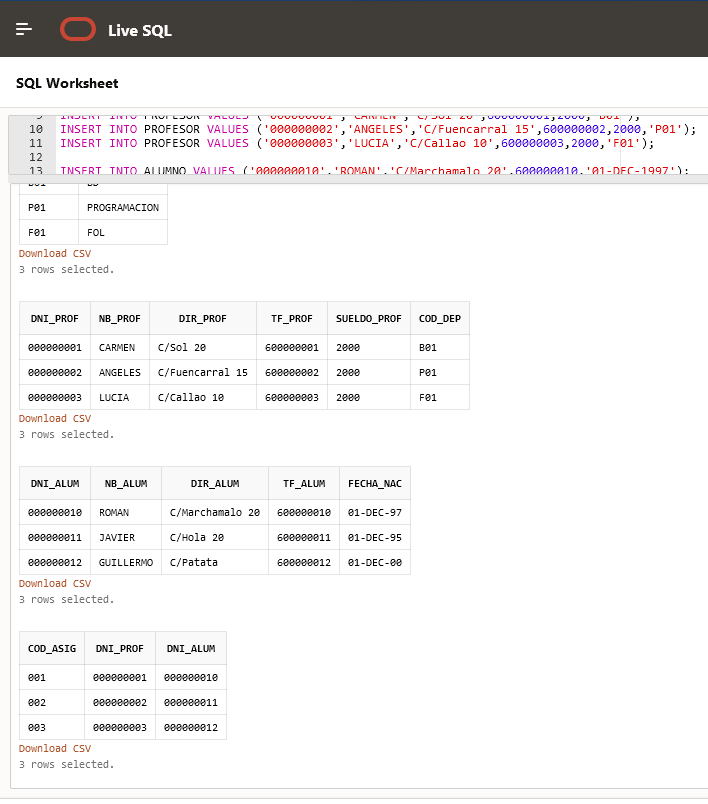 Live SQL
SQL Worksheet
9 INSERT INTO PROFESOR VALUES ('000000001','CARMEN','C/Sol 20',600000001,2000,'B01');
10 INSERT INTO PROFESOR VALUES ('000000002','ANGELES','C/Fuencarral 15',600000002,2000,'P01');
11 INSERT INTO PROFESOR VALUES ('000000003','LUCIA','C/Callao 10',600000003,2000,'F01');
12
13 INSERT INTO ALUMNO VALUES ('000000010','ROMAN','C/Marchamalo 20',600000010,'01-DEC-1997');
B01 BD
P01 PROGRAMACION
F01 FOL
Download CSV
3 rows selected.
DNI_PROF NB_PROF DIR_PROF TF_PROF SUELDO_PROF COD_DEP
000000001 CARMEN C/Sol 20 600000001 2000 B01
000000002 ANGELES C/Fuencarral 15 600000002 2000 P01
000000003 LUCIA C/Callao 10 600000003 2000 F01
Download CSV
3 rows selected.
DNI_ALUM NB_ALUM DIR_ALUM TF_ALUM FECHA_NAC
000000010 ROMAN C/Marchamalo 20 600000010 01-DEC-97
000000011 JAVIER C/Hola 20 600000011 01-DEC-95
000000012 GUILLERMO C/Patata 600000012 01-DEC-00
Download CSV
3 rows selected.
COD_ASIG DNI_PROF DNI_ALUM
001 000000001 000000010
002 000000002 000000011
003 000000003 000000012
Download CSV
3 rows selected.